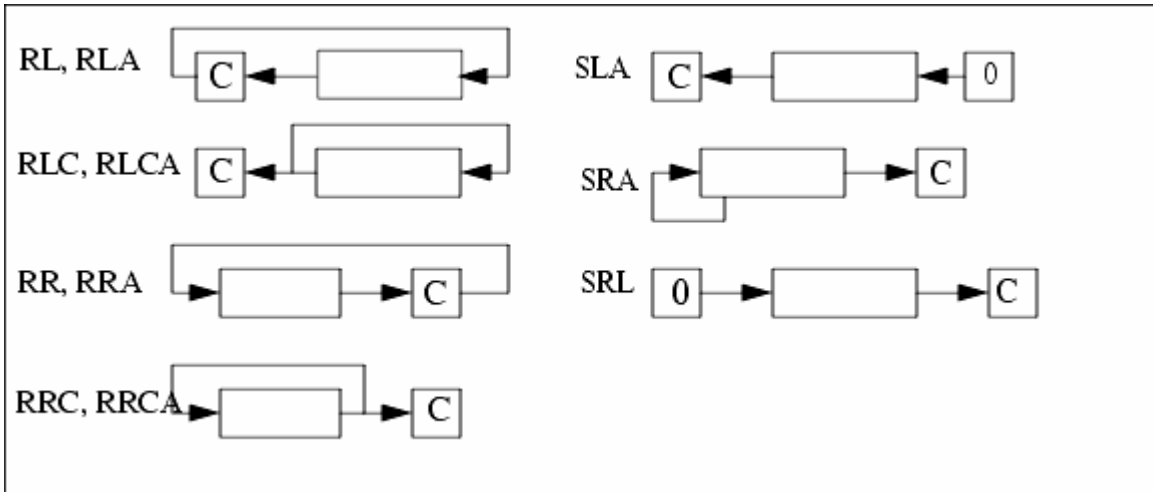 RL, RLA C
SLA C 0
RLC, RLCA C
SRA C
RR, RRA C
SRL 0 C
RRC, RRCA C